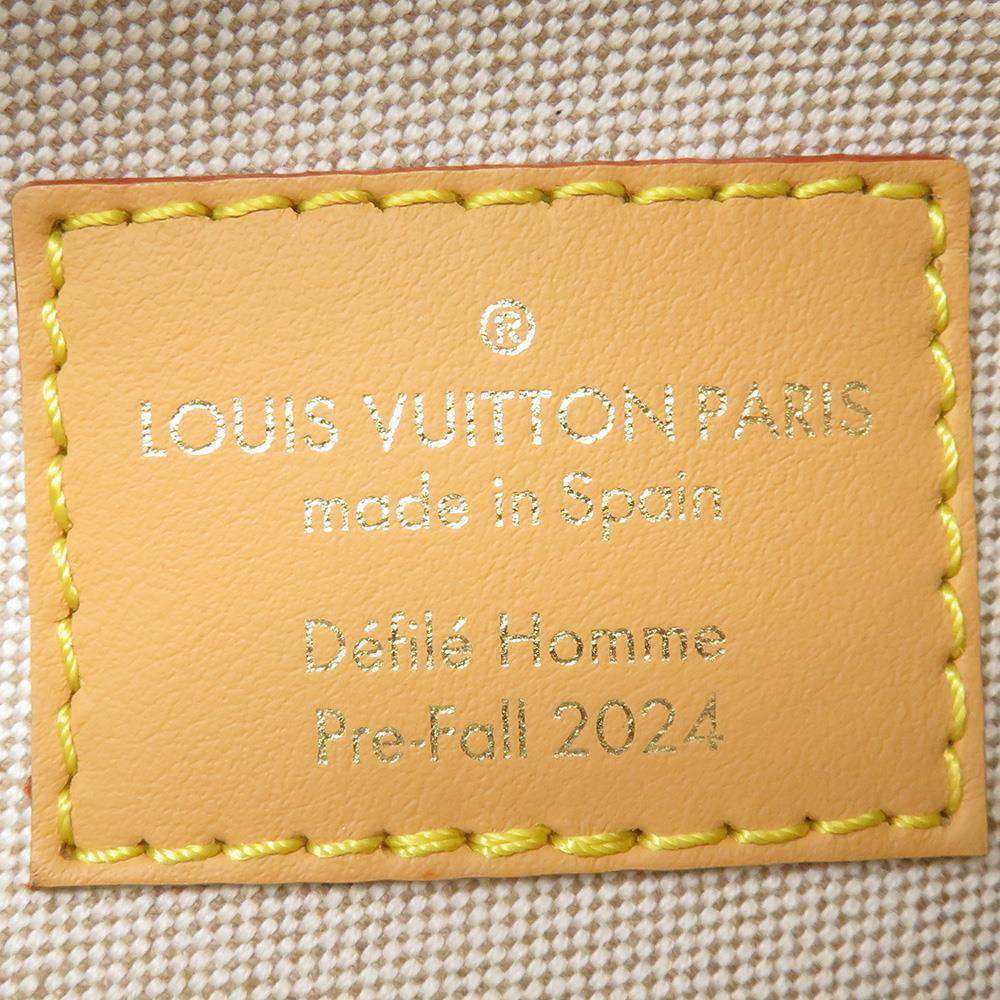 ®
LOUIS VUITTON PARIS
made in Spain
Défilé Homme
Pre-Fall 2024